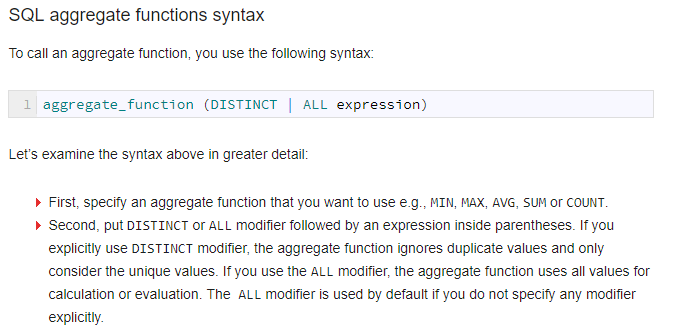 SQL aggregate functions syntax
To call an aggregate function, you use the following syntax:
1 aggregate_function (DISTINCT | ALL expression)
Let's examine the syntax above in greater detail:
First, specify an aggregate function that you want to use e.g., MIN, MAX, AVG, SUM or COUNT.
Second, put DISTINCT or ALL modifier followed by an expression inside parentheses. If you
explicitly use DISTINCT modifier, the aggregate function ignores duplicate values and only
consider the unique values. If you use the ALL modifier, the aggregate function uses all values for
calculation or evaluation. The ALL modifier is used by default if you do not specify any modifier
explicitly.